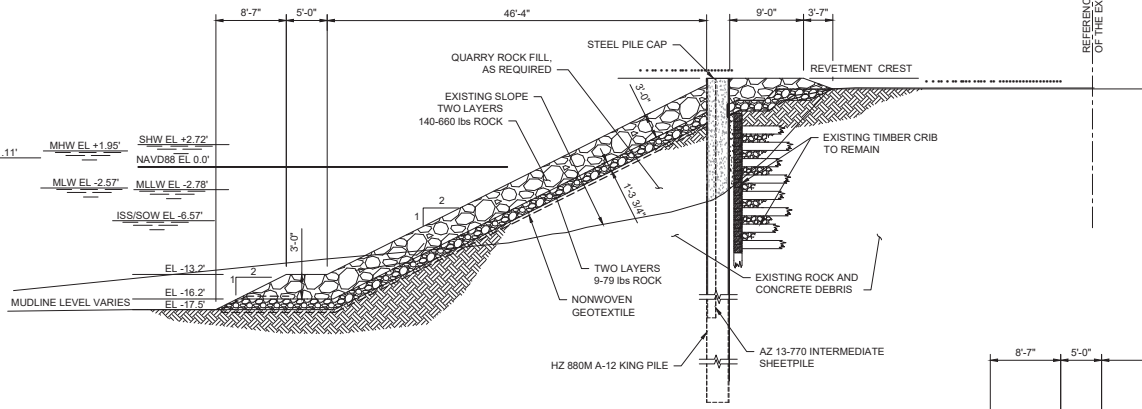 8'-7"
5'-0"
46'-4"
9'-0"
3'-7"
REFERENC
OF THE EX
STEEL PILE CAP
QUARRY ROCK FILL,
AS REQUIRED
REVETMENT CREST
EXISTING SLOPE
TWO LAYERS
140-660 lbs ROCK
3'-0"
EXISTING TIMBER CRIB
TO REMAIN
.11'
MHW EL +1.95'
SHW EL +2.72'
NAVD88 EL 0.0'
MLW EL -2.57'
MLLW EL -2.78'
ISS/SOW EL -6.57'
2
1
1'-3 3/4"
3'-0"
EL -13.2'
2
1
EL -16.2'
MUDLINE LEVEL VARIES
EL -17.5'
TWO LAYERS
9-79 lbs ROCK
NONWOVEN
GEOTEXTILE
EXISTING ROCK AND
CONCRETE DEBRIS
HZ 880M A-12 KING PILE
AZ 13-770 INTERMEDIATE
SHEETPILE
8'-7"
5'-0"